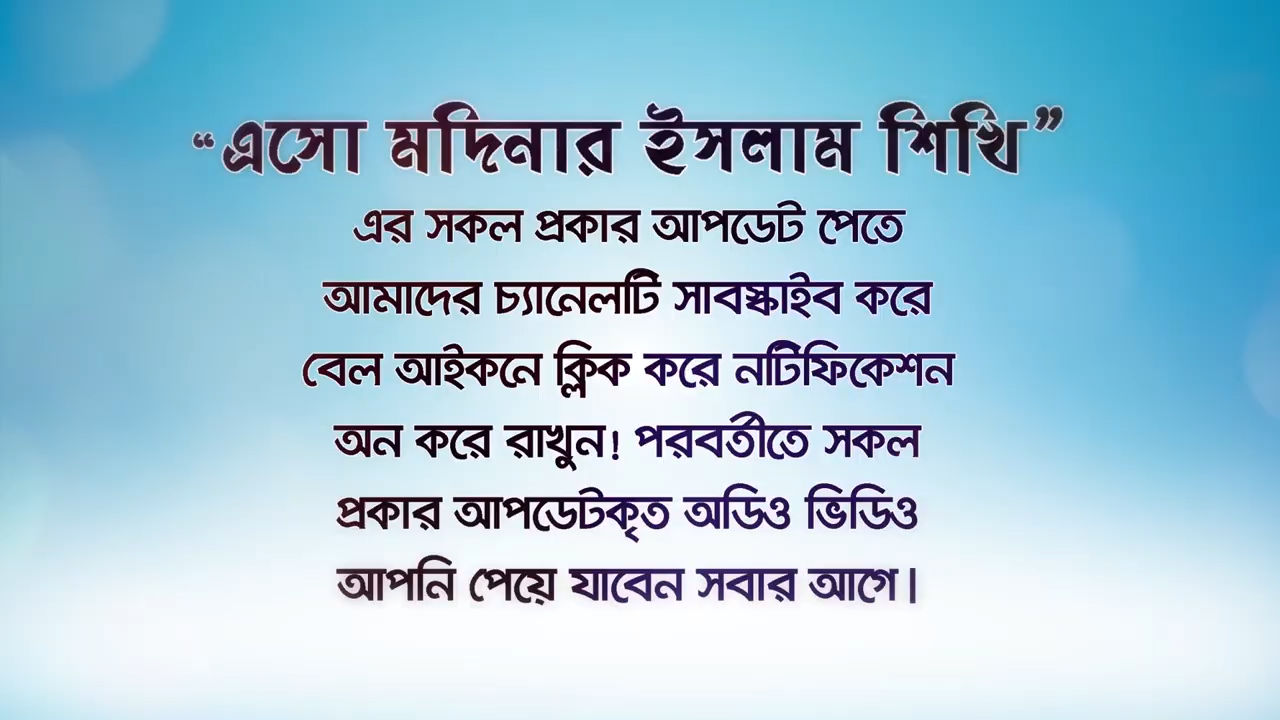 “এসো মদিনার ইসলাম শিখি”
এর সকল প্রকার আপডেট পেতে
আমাদের চ্যানেলটি সাবস্কাইব করে
বেল আইকনে ক্লিক করে নটিফিকেশন
অন করে রাখুন! পরবর্তীতে সকল
প্রকার আপডেটকৃত অডিও ভিডিও
আপনি পেয়ে যাবেন সবার আগে।